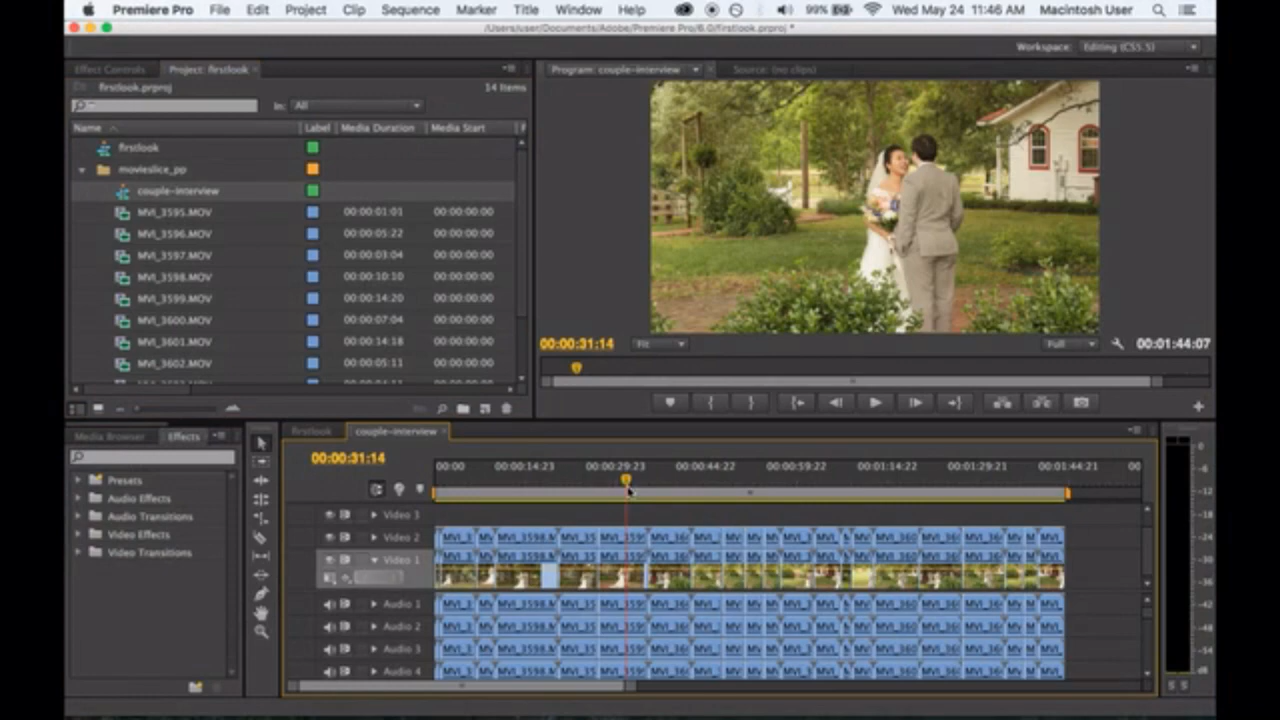 Premiere Pro File Edit Project Clip Sequence Marker Title Window Help 99% Wed May 24 11:46 AM Macintosh User
/Users/user/Documents/Adobe/Premiere Pro/6.0/firstlook.prproj *
Workspace: Editing (CS5.5)
Effect Controls Project: firstlook
firstlook.prproj 14 Items
In: All
Name Label Media Duration Media Start
firstlook
movieslice_pp
couple-interview
MVI_3595.MOV 00:00:01:01 00:00:00:00
MVI_3596.MOV 00:00:05:22 00:00:00:00
MVI_3597.MOV 00:00:03:04 00:00:00:00
MVI_3598.MOV 00:00:10:10 00:00:00:00
MVI_3599.MOV 00:00:14:20 00:00:00:00
MVI_3600.MOV 00:00:07:04 00:00:00:00
MVI_3601.MOV 00:00:14:18 00:00:00:00
MVI_3602.MOV 00:00:05:11 00:00:00:00
Program: couple-interview Source: (no clips)
00:00:31:14 Fit Full 00:01:44:07
Media Browser Effects
Presets
Audio Effects
Audio Transitions
Video Effects
Video Transitions
firstlook couple-interview
00:00:31:14
00:00 00:00:14:23 00:00:29:23 00:00:44:22 00:00:59:22 00:01:14:22 00:01:29:21 00:01:44:21 00
Video 3
Video 2
Video 1
Audio 1
Audio 2
Audio 3
Audio 4
0
-6
-12
-18
-24
-30
-36
-42
-48
-54
S S